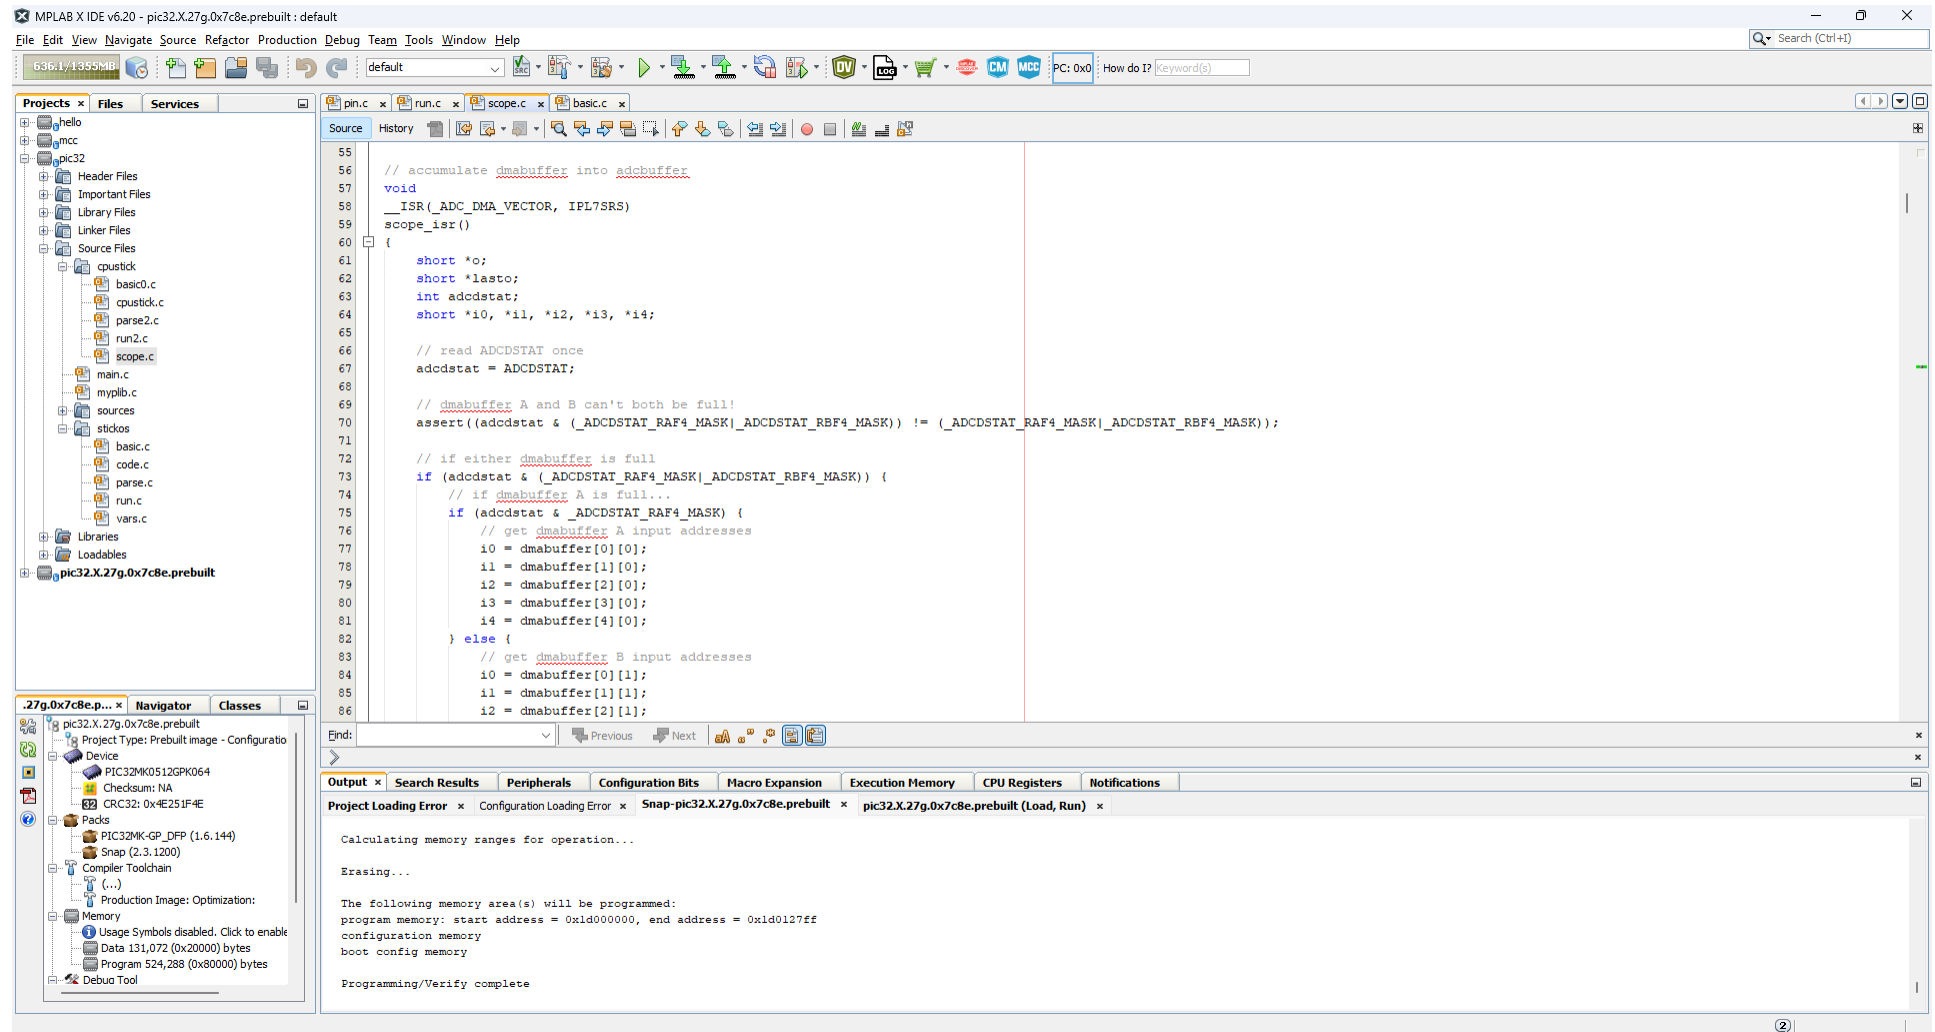 MPLAB X IDE v6.20 - pic32.X.27g.0x7c8e.prebuilt : default
File Edit View Navigate Source Refactor Production Debug Team Tools Window Help
Search (Ctrl+I)
636.1/1355MB
default
PC: 0x0
How do I?
Keyword(s)
Projects
Files
Services
hello
mcc
pic32
Header Files
Important Files
Library Files
Linker Files
Source Files
cpustick
basic0.c
cpustick.c
parse2.c
run2.c
scope.c
main.c
myplib.c
sources
stickos
basic.c
code.c
parse.c
run.c
vars.c
Libraries
Loadables
pic32.X.27g.0x7c8e.prebuilt
pin.c
run.c
scope.c
basic.c
Source
History
55
56 // accumulate dmabuffer into adcbuffer
57 void
58 __ISR(_ADC_DMA_VECTOR, IPL7SRS)
59 scope_isr()
60 {
61 short *o;
62 short *lasto;
63 int adcdstat;
64 short *i0, *i1, *i2, *i3, *i4;
65
66 // read ADCDSTAT once
67 adcdstat = ADCDSTAT;
68
69 // dmabuffer A and B can't both be full!
70 assert((adcdstat & (_ADCDSTAT_RAF4_MASK|_ADCDSTAT_RBF4_MASK)) != (_ADCDSTAT_RAF4_MASK|_ADCDSTAT_RBF4_MASK));
71
72 // if either dmabuffer is full
73 if (adcdstat & (_ADCDSTAT_RAF4_MASK|_ADCDSTAT_RBF4_MASK)) {
74 // if dmabuffer A is full...
75 if (adcdstat & _ADCDSTAT_RAF4_MASK) {
76 // get dmabuffer A input addresses
77 i0 = dmabuffer[0][0];
78 i1 = dmabuffer[1][0];
79 i2 = dmabuffer[2][0];
80 i3 = dmabuffer[3][0];
81 i4 = dmabuffer[4][0];
82 } else {
83 // get dmabuffer B input addresses
84 i0 = dmabuffer[0][1];
85 i1 = dmabuffer[1][1];
86 i2 = dmabuffer[2][1];
Find:
Previous
Next
.27g.0x7c8e.p...
Navigator
Classes
pic32.X.27g.0x7c8e.prebuilt
Project Type: Prebuilt image - Configuratio
Device
PIC32MK0512GPK064
Checksum: NA
CRC32: 0x4E251F4E
Packs
PIC32MK-GP_DFP (1.6.144)
Snap (2.3.1200)
Compiler Toolchain
(...)
Production Image: Optimization:
Memory
Usage Symbols disabled. Click to enable
Data 131,072 (0x20000) bytes
Program 524,288 (0x80000) bytes
Debug Tool
Output
Search Results
Peripherals
Configuration Bits
Macro Expansion
Execution Memory
CPU Registers
Notifications
Project Loading Error
Configuration Loading Error
Snap-pic32.X.27g.0x7c8e.prebuilt
pic32.X.27g.0x7c8e.prebuilt (Load, Run)
Calculating memory ranges for operation...
Erasing...
The following memory area(s) will be programmed:
program memory: start address = 0x1d000000, end address = 0x1d0127ff
configuration memory
boot config memory
Programming/Verify complete
2